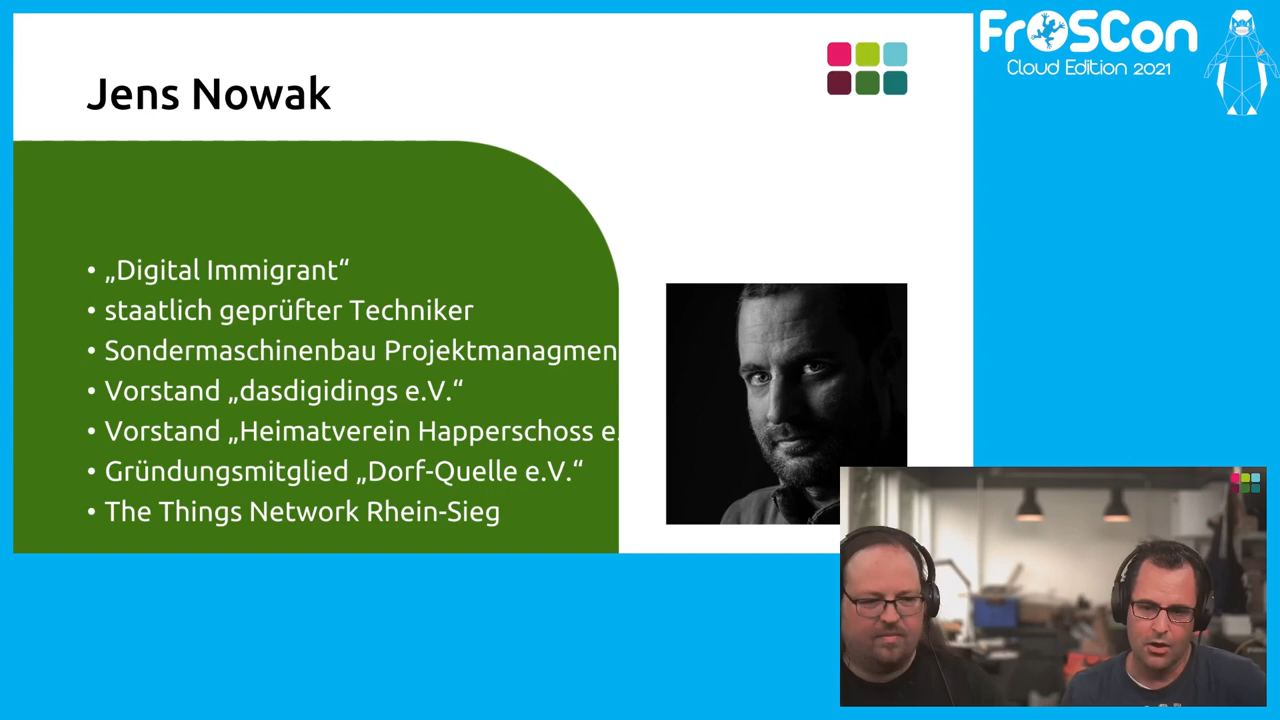 Jens Nowak
• „Digital Immigrant“
• staatlich geprüfter Techniker
• Sondermaschinenbau Projektmanagmen
• Vorstand „dasdigidings e.V.“
• Vorstand „Heimatverein Happerschoss e.
• Gründungsmitglied „Dorf-Quelle e.V.“
• The Things Network Rhein-Sieg
FrOSCon
Cloud Edition 2021